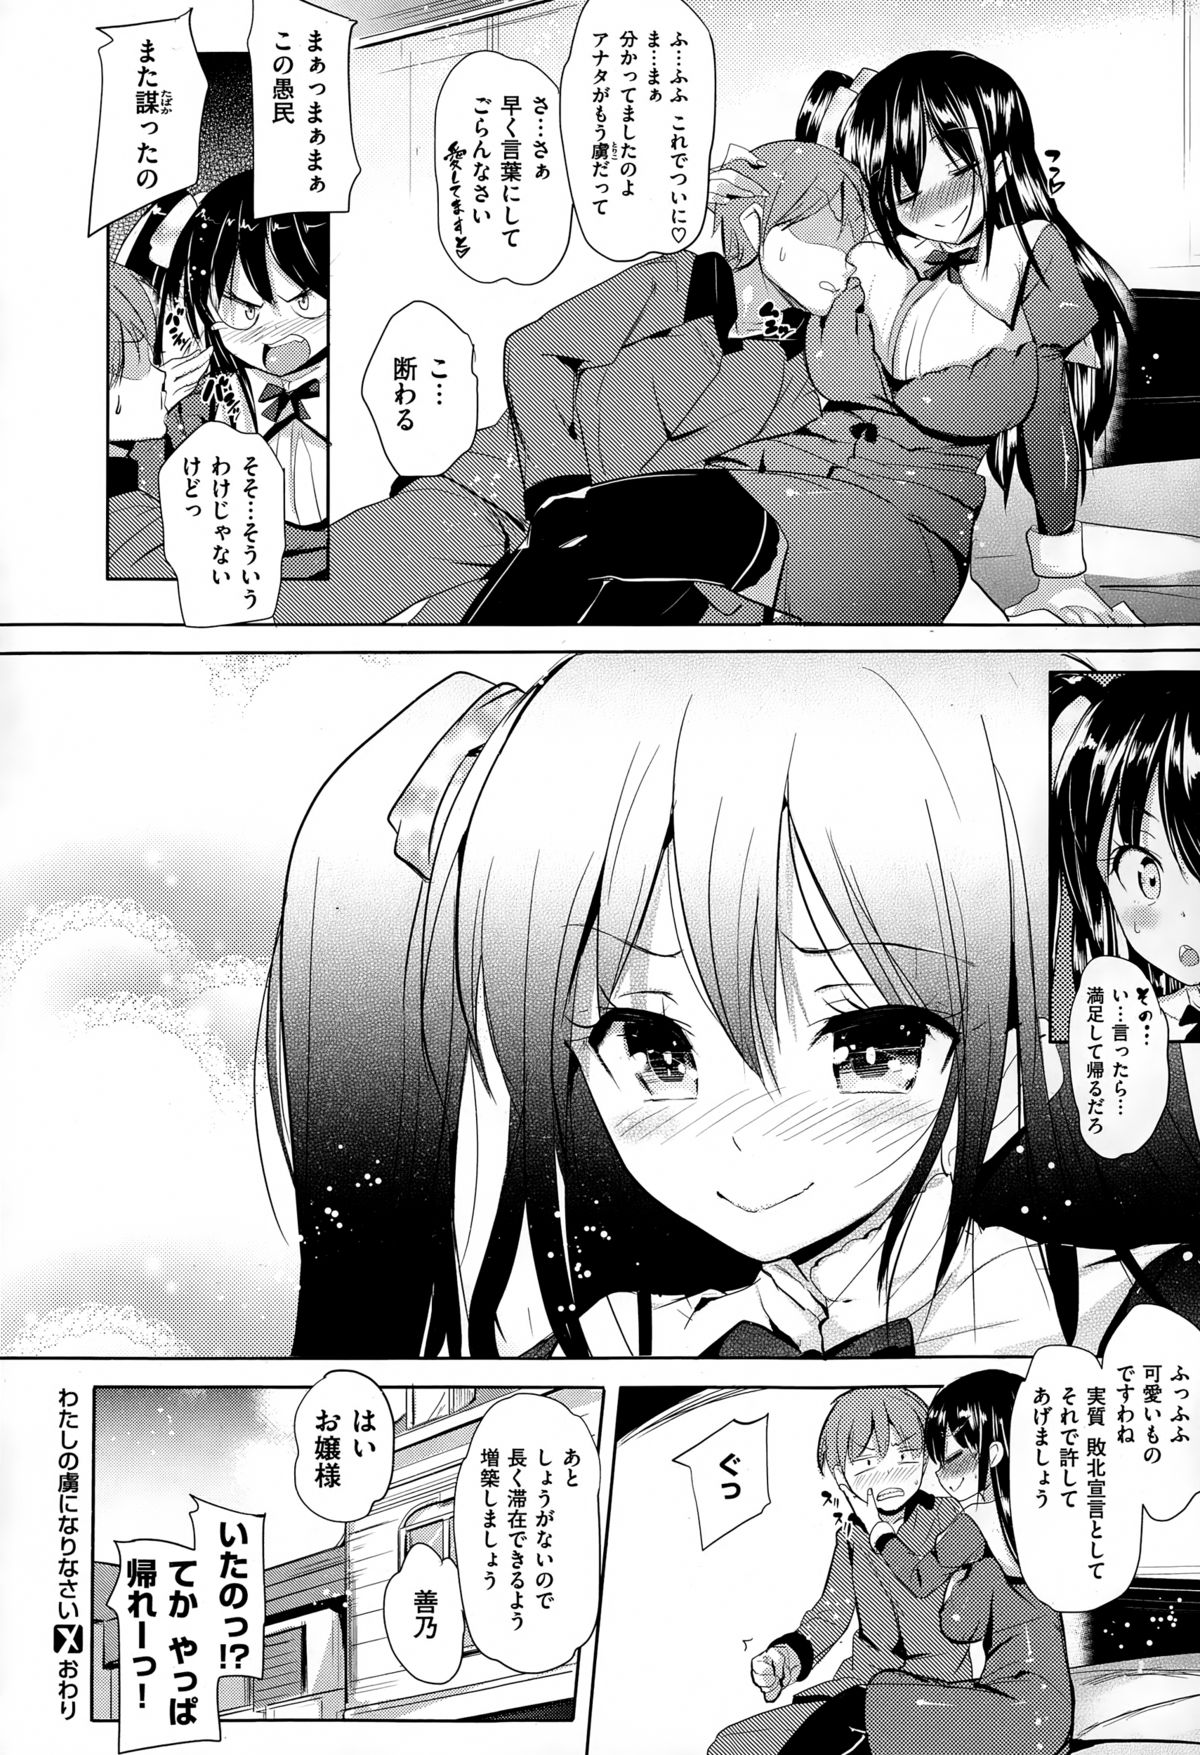 ふ…ふふ これでついに♡
ま…まぁ
分かってましたのよ
アナタがもう虜だって
とりこ
さ…さぁ
早く言葉にして
ごらんなさい
愛してますと♡
こ…
断わる
まぁっまぁまぁ
この愚民
また謀ったの
たばか
そそ…そういう
わけじゃない
けどっ
その…
い…言ったら…
満足して帰るだろ
ふっふふ
可愛いもの
ですわね
実質 敗北宣言として
それで許して
あげましょう
ぐっ
あと
しょうがないので
長く滞在できるよう
増築しましょう
善乃
はい
お嬢様
いたのっ!?
てか やっぱ
帰れーっ!
わたしの虜になりなさい X おわり